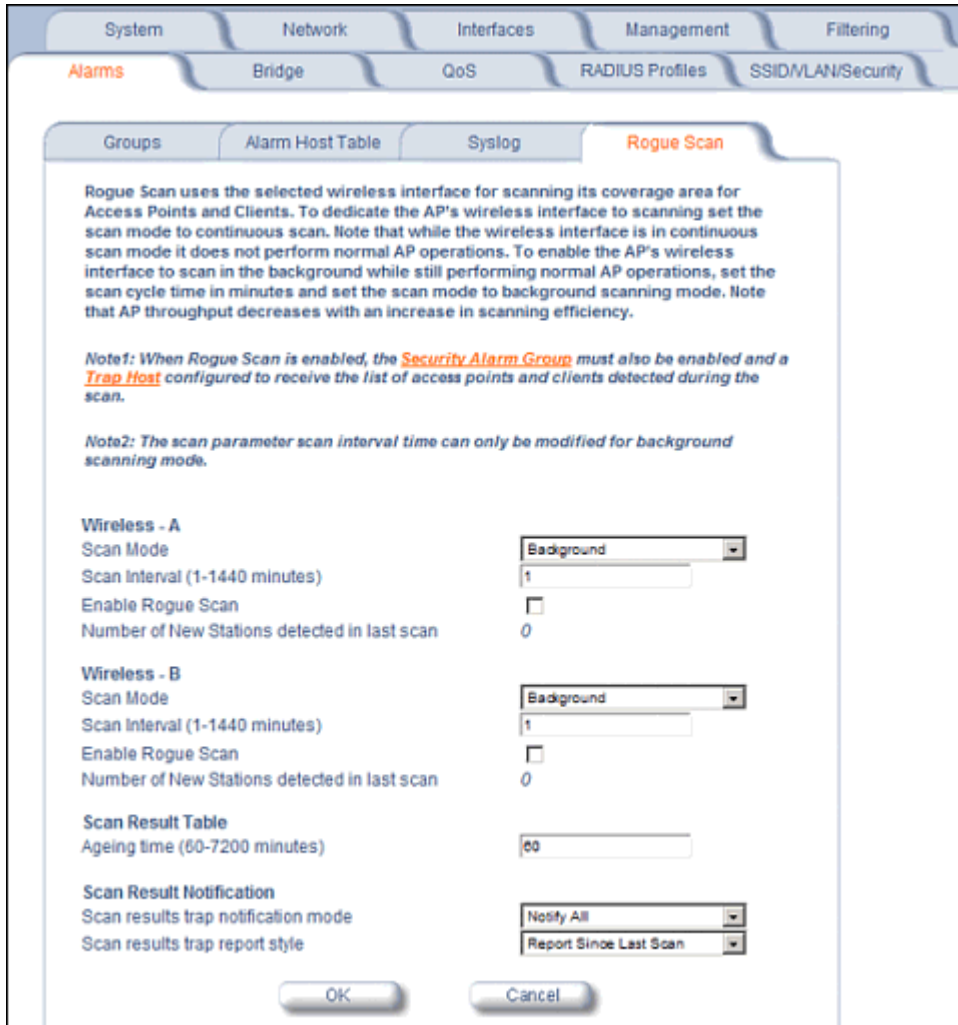 System Network Interfaces Management Filtering
Alarms Bridge QoS RADIUS Profiles SSID/VLAN/Security
Groups Alarm Host Table Syslog Rogue Scan
Rogue Scan uses the selected wireless interface for scanning its coverage area for
Access Points and Clients. To dedicate the AP's wireless interface to scanning set the
scan mode to continuous scan. Note that while the wireless interface is in continuous
scan mode it does not perform normal AP operations. To enable the AP's wireless
interface to scan in the background while still performing normal AP operations, set the
scan cycle time in minutes and set the scan mode to background scanning mode. Note
that AP throughput decreases with an increase in scanning efficiency.
Note1: When Rogue Scan is enabled, the Security Alarm Group must also be enabled and a
Trap Host configured to receive the list of access points and clients detected during the
scan.
Note2: The scan parameter scan interval time can only be modified for background
scanning mode.
Wireless - A
Scan Mode Background
Scan Interval (1-1440 minutes) 1
Enable Rogue Scan
Number of New Stations detected in last scan 0
Wireless - B
Scan Mode Background
Scan Interval (1-1440 minutes) 1
Enable Rogue Scan
Number of New Stations detected in last scan 0
Scan Result Table
Ageing time (60-7200 minutes) 60
Scan Result Notification
Scan results trap notification mode Notify All
Scan results trap report style Report Since Last Scan
OK Cancel